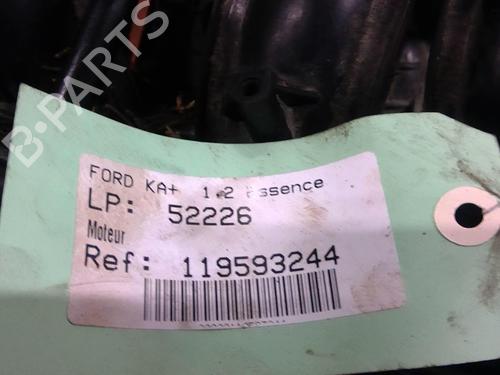 B-PARTS
FORD KA+ 1.2 Essence
LP: 52226
Moteur
Ref: 119593244